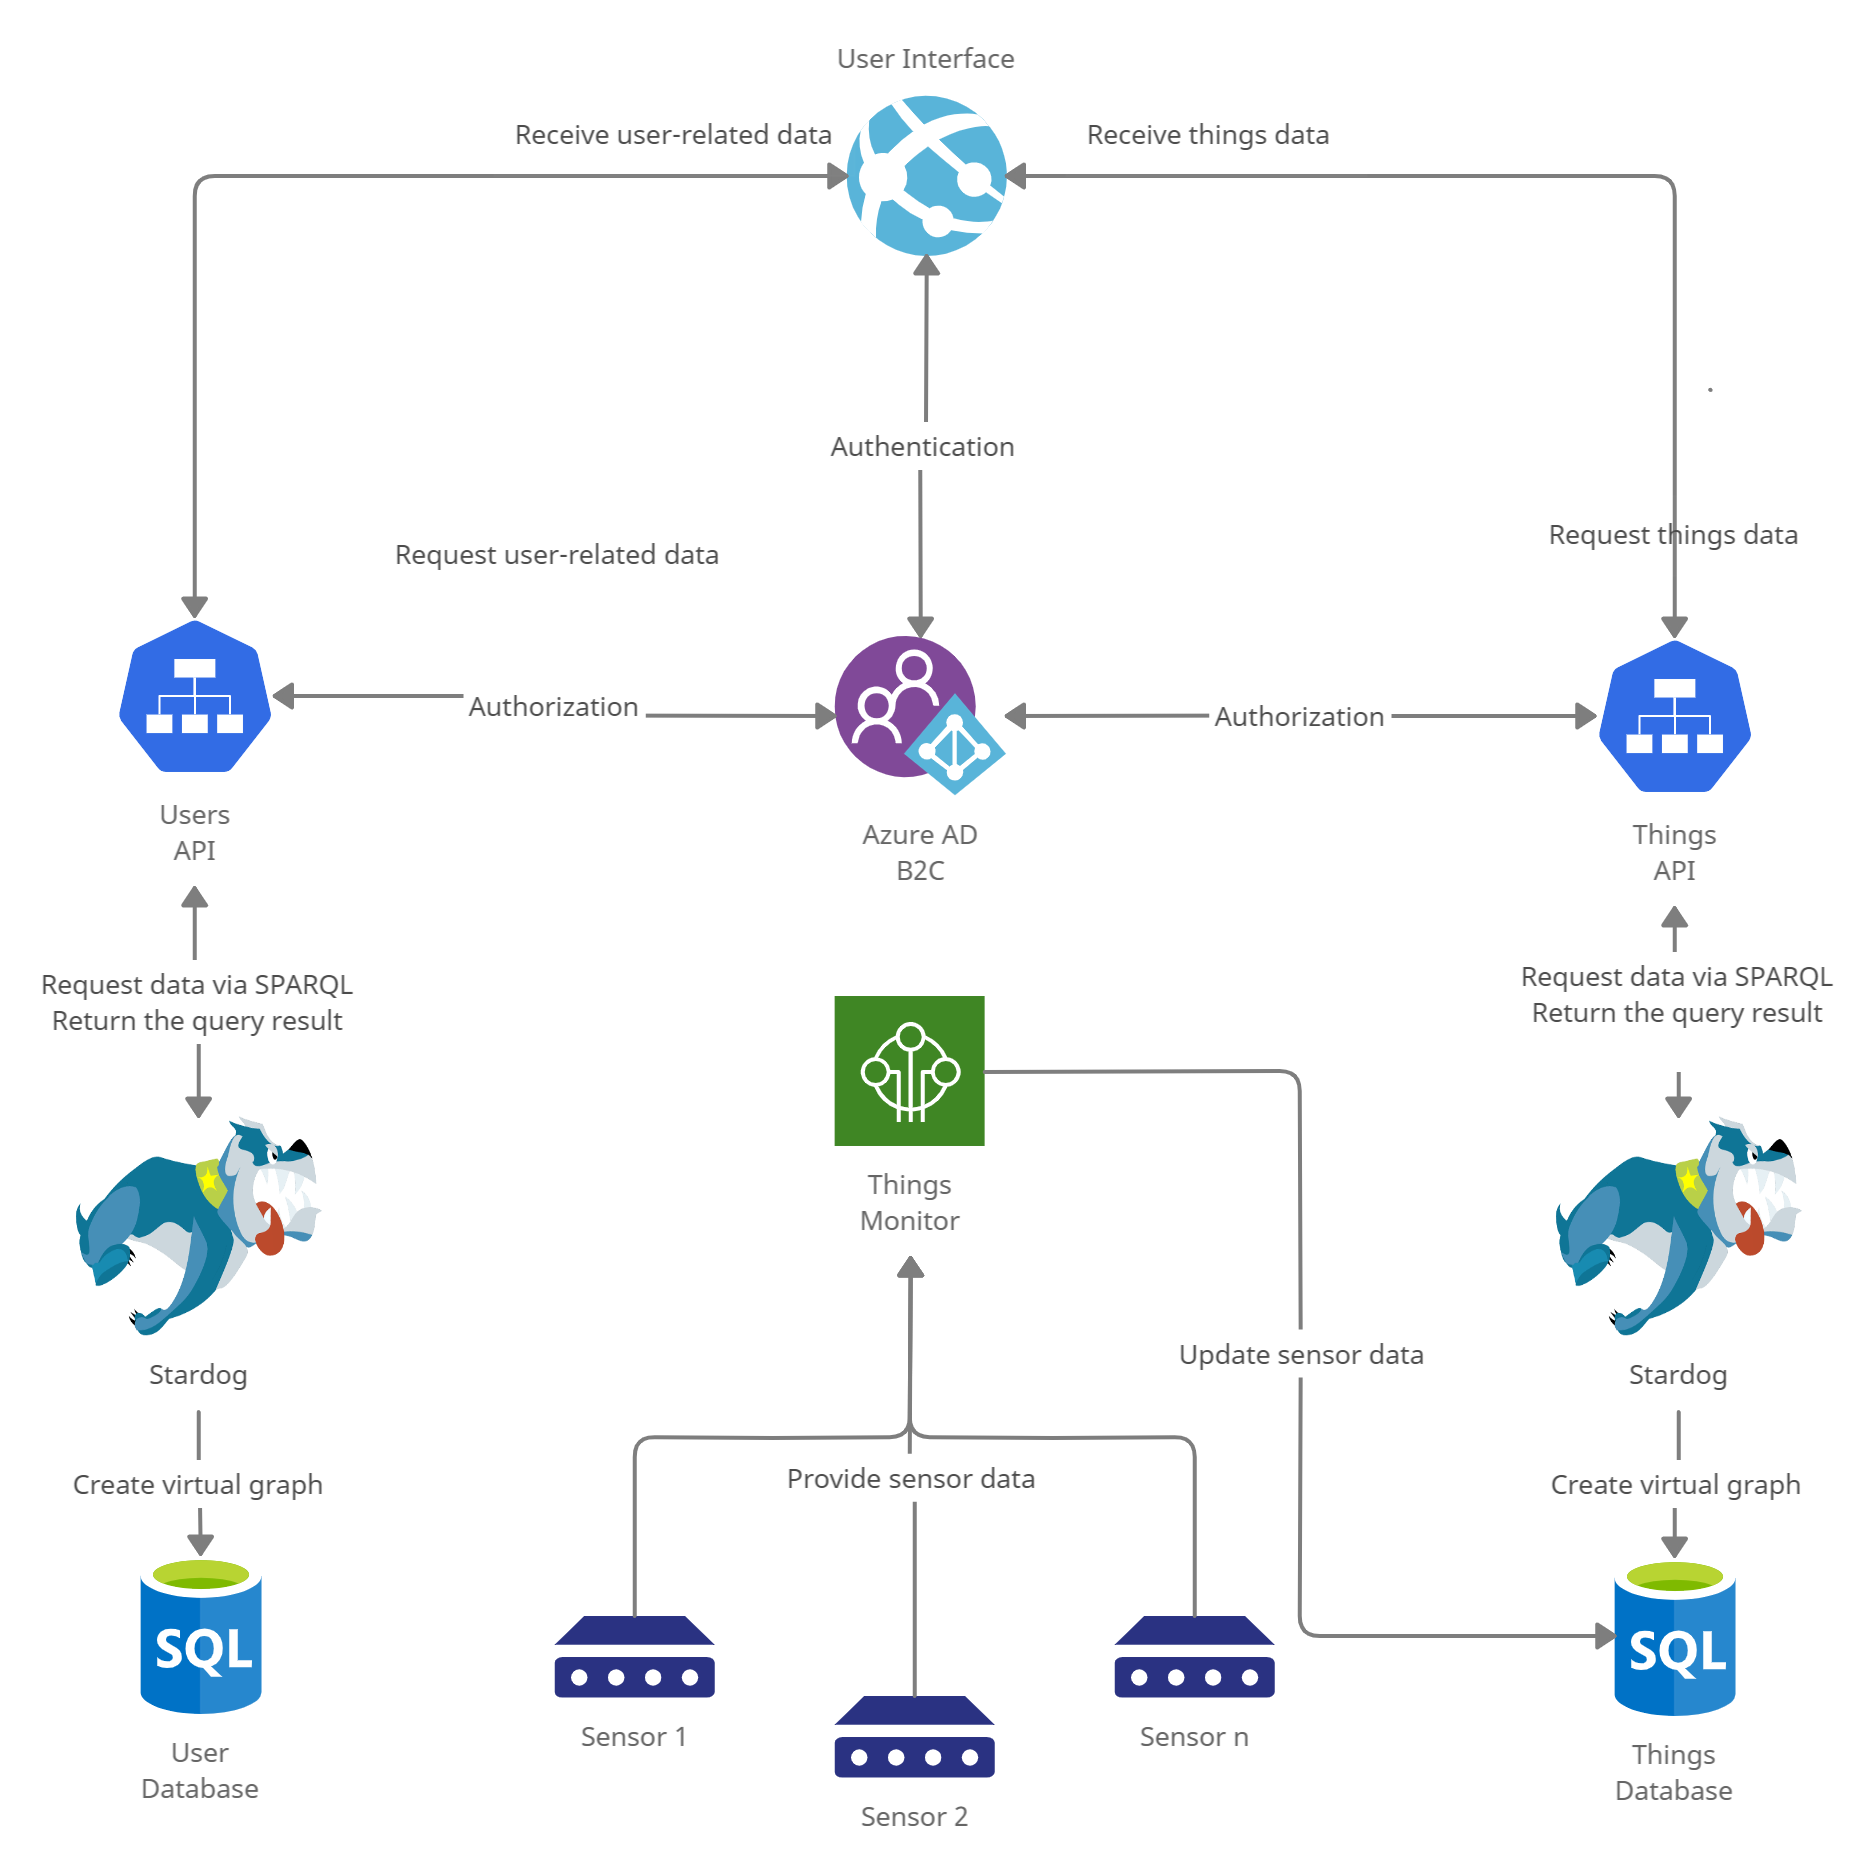 User Interface
Receive user-related data
Receive things data
Authentication
Request things data
Request user-related data
Authorization
Authorization
Users
API
Azure AD
B2C
Things
API
Request data via SPARQL
Return the query result
Request data via SPARQL
Return the query result
Things
Monitor
Update sensor data
Stardog
Stardog
Provide sensor data
Create virtual graph
Create virtual graph
SQL
SQL
Sensor 1
Sensor n
User
Database
Things
Database
Sensor 2